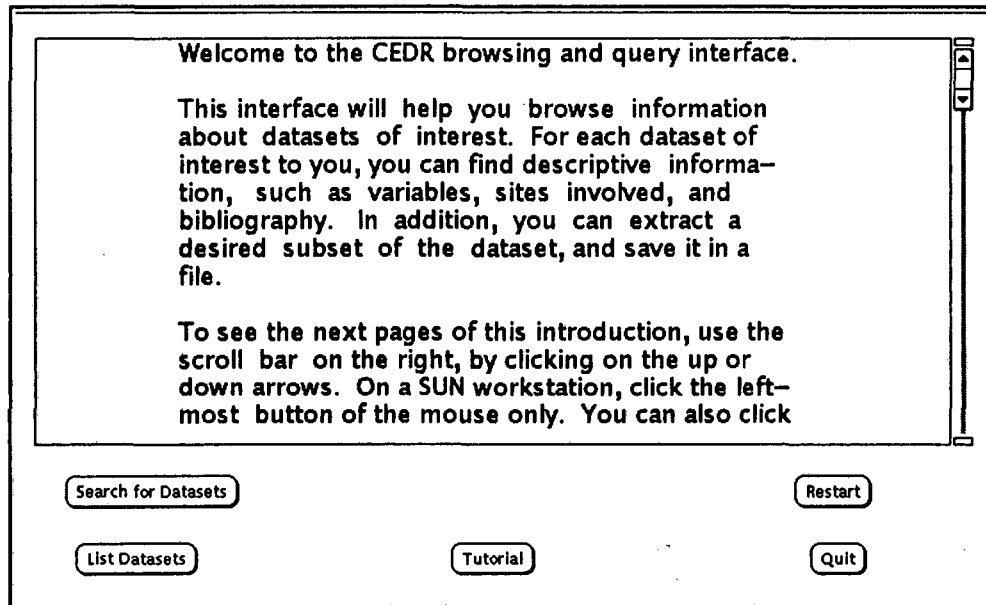 Welcome to the CEDR browsing and query interface.
This interface will help you browse information
about datasets of interest. For each dataset of
interest to you, you can find descriptive informa–
tion, such as variables, sites involved, and
bibliography. In addition, you can extract a
desired subset of the dataset, and save it in a
file.
To see the next pages of this introduction, use the
scroll bar on the right, by clicking on the up or
down arrows. On a SUN workstation, click the left–
most button of the mouse only. You can also click
Search for Datasets
Restart
List Datasets
Tutorial
Quit